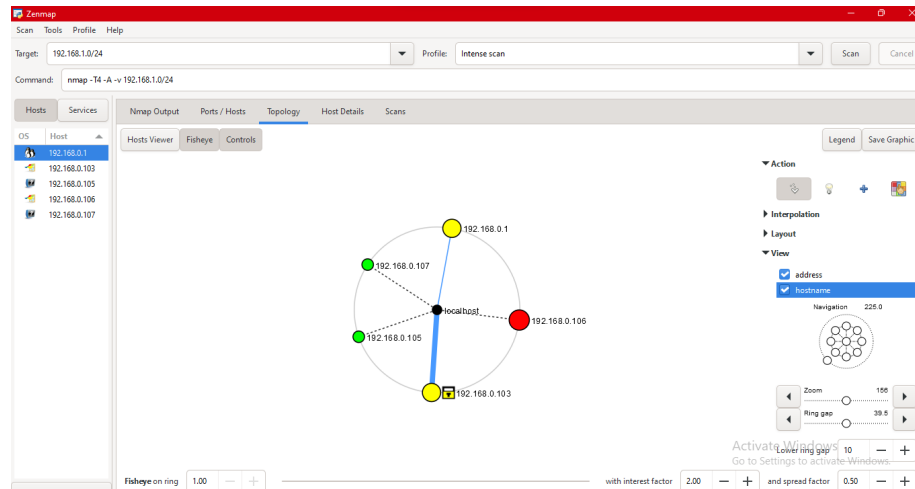 Zenmap
Scan Tools Profile Help
Target: 192.168.1.0/24 Profile: Intense scan Scan Cancel
Command: nmap -T4 -A -v 192.168.1.0/24
Hosts Services Nmap Output Ports / Hosts Topology Host Details Scans
OS Host Hosts Viewer Fisheye Controls Legend Save Graphic
192.168.0.1
192.168.0.103
192.168.0.105
192.168.0.106
192.168.0.107
192.168.0.1
192.168.0.107
localhost
192.168.0.106
192.168.0.105
192.168.0.103
Action
Interpolation
Layout
View
address
hostname
Navigation 225.0
Zoom 156
Ring gap 39.5
Lower ring gap 10
Activate Windows
Go to Settings to activate Windows.
Fisheye on ring 1.00 with interest factor 2.00 and spread factor 0.50